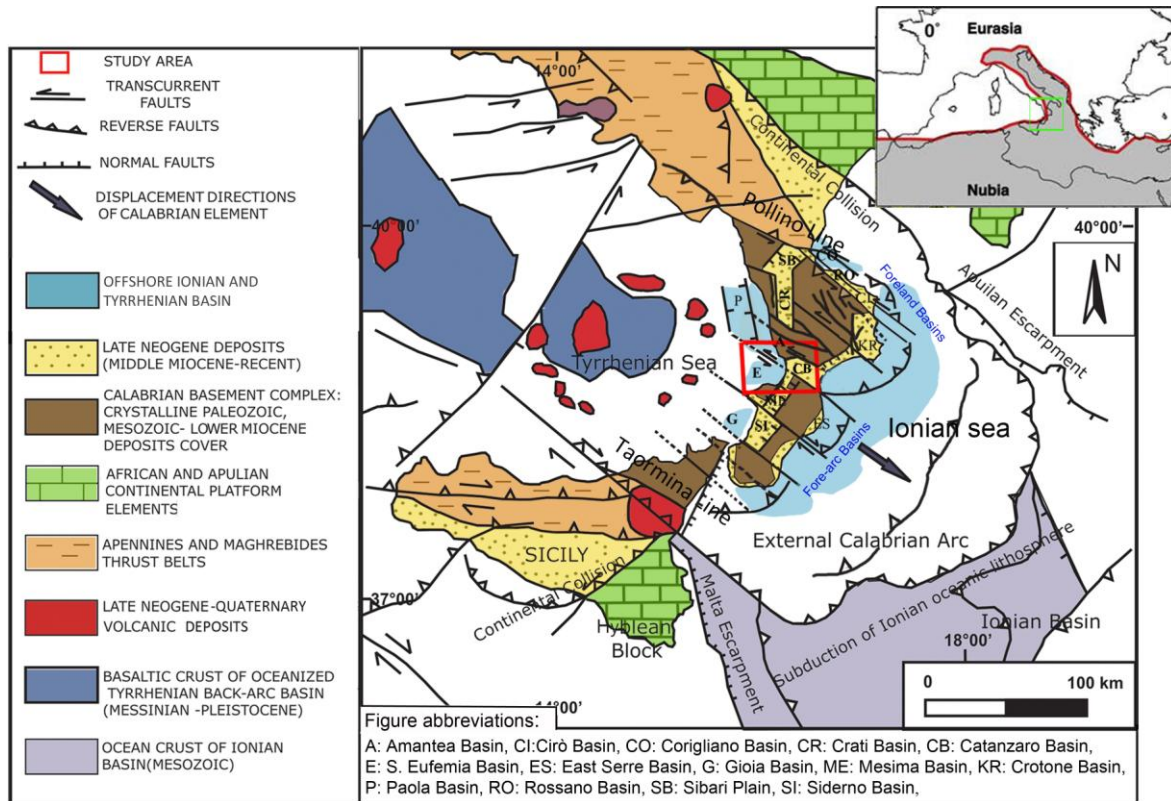 STUDY AREA
TRANSCURRENT
FAULTS
REVERSE FAULTS
NORMAL FAULTS
DISPLACEMENT DIRECTIONS
OF CALABRIAN ELEMENT
OFFSHORE IONIAN AND
TYRRHENIAN BASIN
LATE NEOGENE DEPOSITS
(MIDDLE MIOCENE-RECENT)
CALABRIAN BASEMENT COMPLEX:
CRYSTALLINE PALEOZOIC,
MESOZOIC- LOWER MIOCENE
DEPOSITS COVER
AFRICAN AND APULIAN
CONTINENTAL PLATFORM
ELEMENTS
APENNINES AND MAGHREBIDES
THRUST BELTS
LATE NEOGENE-QUATERNARY
VOLCANIC DEPOSITS
BASALTIC CRUST OF OCEANIZED
TYRRHENIAN BACK-ARC BASIN
(MESSINIAN -PLEISTOCENE)
OCEAN CRUST OF IONIAN
BASIN(MESOZOIC)
0°
Eurasia
Nubia
14°00'
Continental Collision
40°00'
40°00'
Pollino Line
N
Apuilan Escarpment
Foreland Basins
SB
CO
RO
CR
CI
P
KR
Tyrrhenian Sea
E
CB
G
SI
ES
Ionian sea
Fore-arc Basins
Taormina Line
External Calabrian Arc
SICILY
Continental Collision
37°00'
Hyblean
Block
Malta Escarpment
Subduction of Ionian oceanic lithosphere
Ionian Basin
18°00'
0
100 km
Figure abbreviations:
A: Amantea Basin, CI:Cirò Basin, CO: Corigliano Basin, CR: Crati Basin, CB: Catanzaro Basin,
E: S. Eufemia Basin, ES: East Serre Basin, G: Gioia Basin, ME: Mesima Basin, KR: Crotone Basin,
P: Paola Basin, RO: Rossano Basin, SB: Sibari Plain, SI: Siderno Basin,